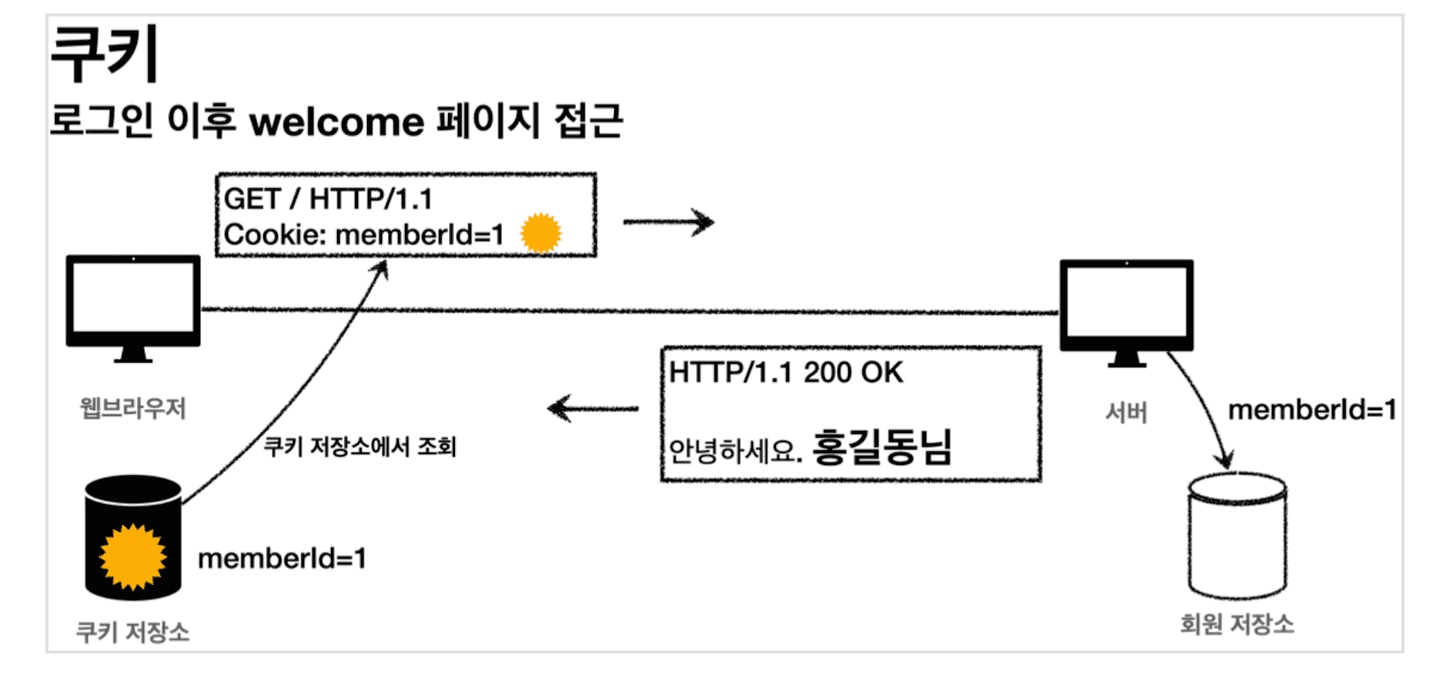 쿠키
로그인 이후 welcome 페이지 접근
GET / HTTP/1.1
Cookie: memberId=1
웹브라우저
쿠키 저장소에서 조회
HTTP/1.1 200 OK
안녕하세요. 홍길동님
서버
memberId=1
memberId=1
쿠키 저장소
회원 저장소